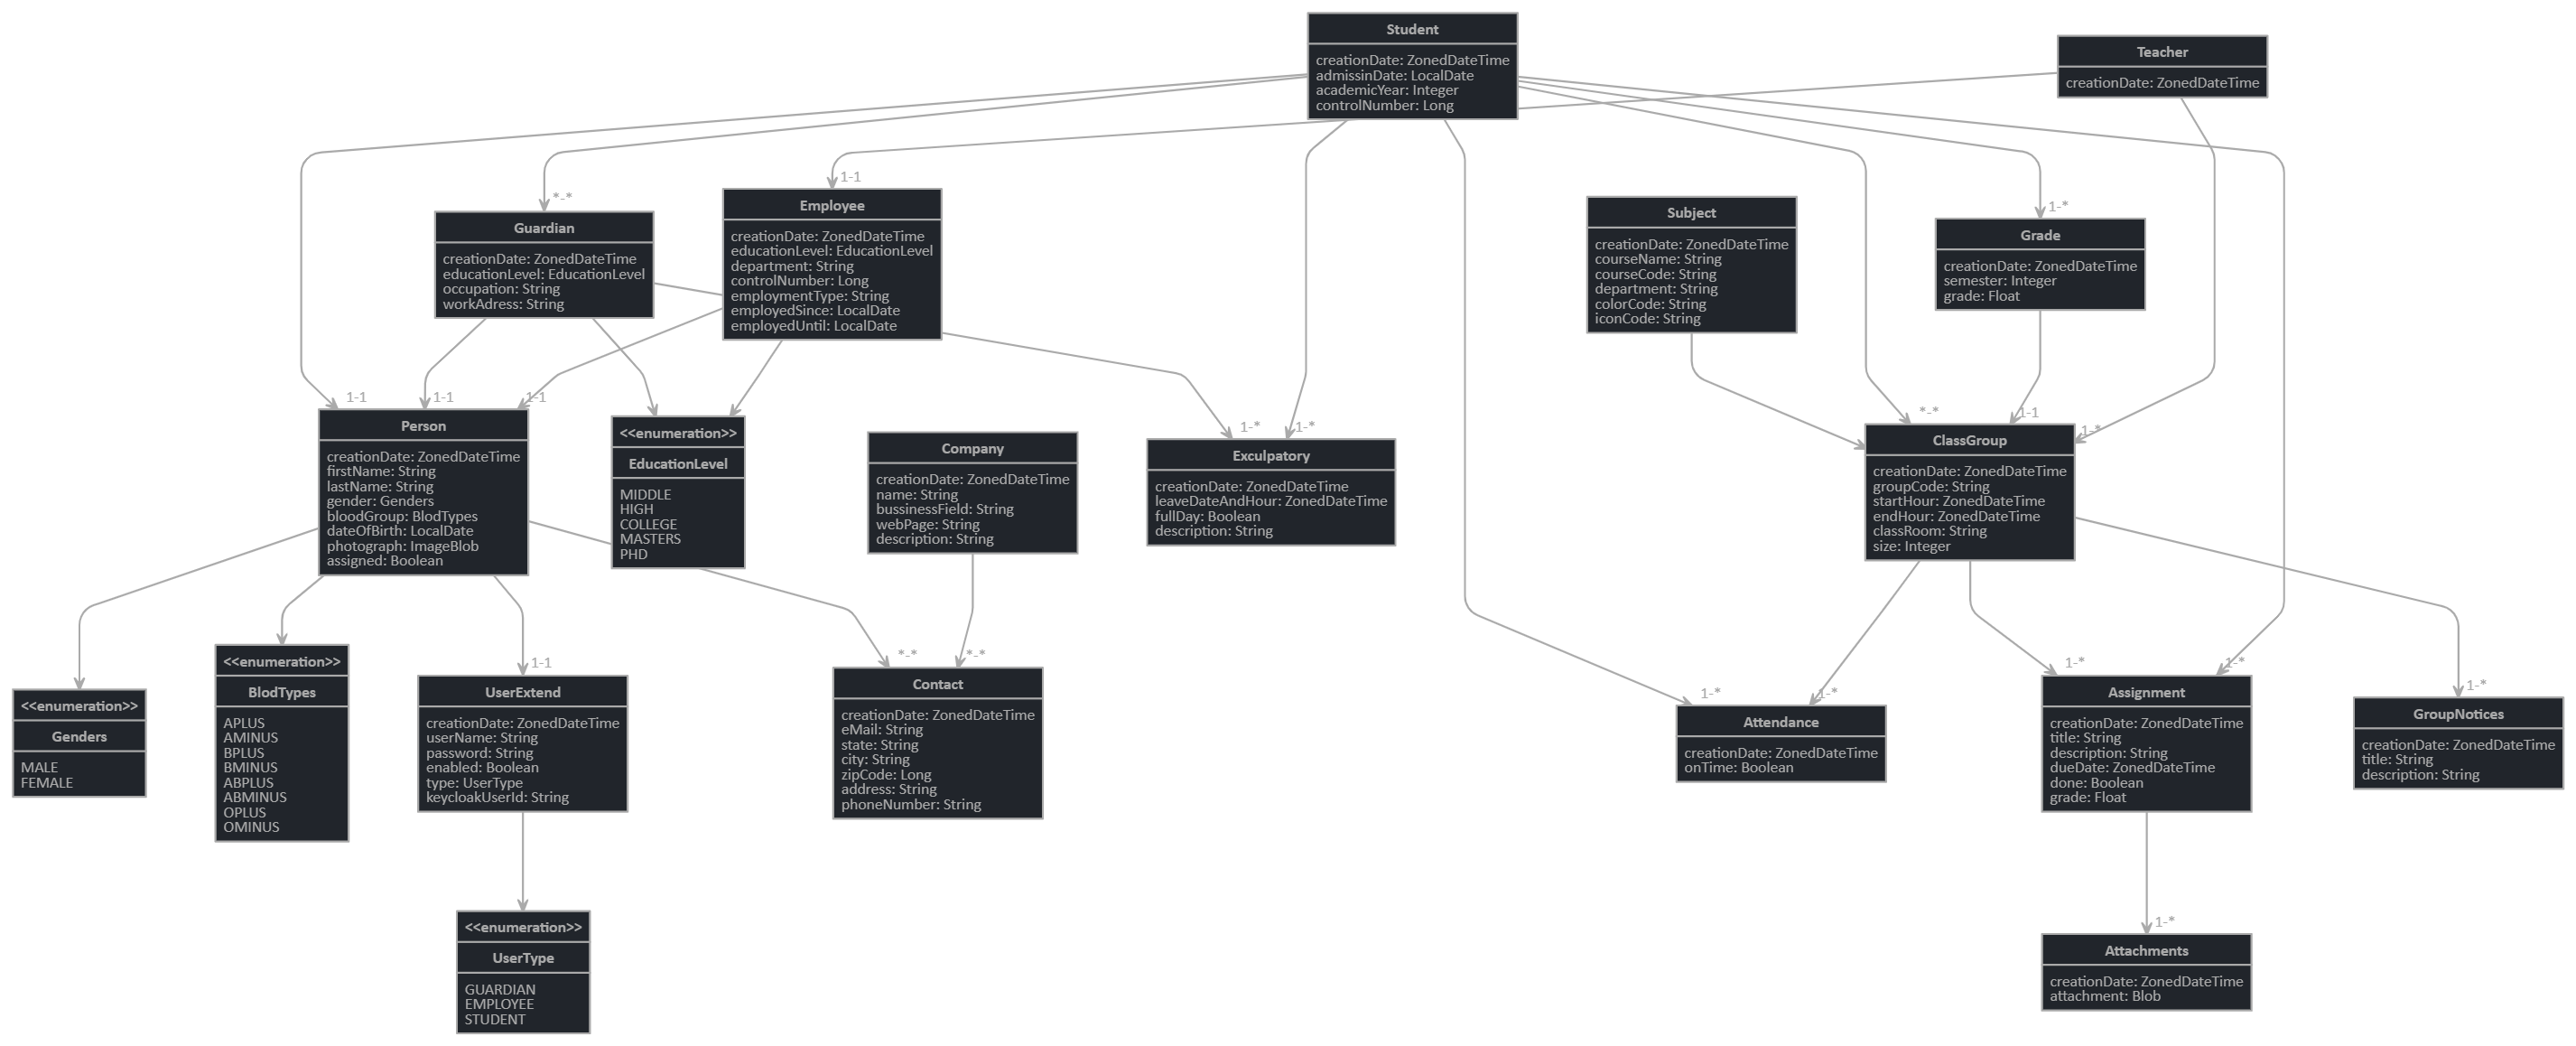 Student
creationDate: ZonedDateTime
admissinDate: LocalDate
academicYear: Integer
controlNumber: Long
Teacher
creationDate: ZonedDateTime
*-*
Guardian
creationDate: ZonedDateTime
educationLevel: EducationLevel
occupation: String
workAdress: String
1-1
Employee
creationDate: ZonedDateTime
educationLevel: EducationLevel
department: String
controlNumber: Long
employmentType: String
employedSince: LocalDate
employedUntil: LocalDate
Subject
creationDate: ZonedDateTime
courseName: String
courseCode: String
department: String
colorCode: String
iconCode: String
1-*
Grade
creationDate: ZonedDateTime
semester: Integer
grade: Float
1-1
1-1
1-1
Person
creationDate: ZonedDateTime
firstName: String
lastName: String
gender: Genders
bloodGroup: BlodTypes
dateOfBirth: LocalDate
photograph: ImageBlob
assigned: Boolean
<<enumeration>>
EducationLevel
MIDDLE
HIGH
COLLEGE
MASTERS
PHD
Company
creationDate: ZonedDateTime
name: String
bussinessField: String
webPage: String
description: String
1-*
1-*
Exculpatory
creationDate: ZonedDateTime
leaveDateAndHour: ZonedDateTime
fullDay: Boolean
description: String
*-*
1-1
1-*
ClassGroup
creationDate: ZonedDateTime
groupCode: String
startHour: ZonedDateTime
endHour: ZonedDateTime
classRoom: String
size: Integer
<<enumeration>>
Genders
MALE
FEMALE
<<enumeration>>
BlodTypes
APLUS
AMINUS
BPLUS
BMINUS
ABPLUS
ABMINUS
OPLUS
OMINUS
1-1
UserExtend
creationDate: ZonedDateTime
userName: String
password: String
enabled: Boolean
type: UserType
keycloakUserId: String
*-*
*-*
Contact
creationDate: ZonedDateTime
eMail: String
state: String
city: String
zipCode: Long
address: String
phoneNumber: String
1-*
1-*
Attendance
creationDate: ZonedDateTime
onTime: Boolean
1-*
1-*
Assignment
creationDate: ZonedDateTime
title: String
description: String
dueDate: ZonedDateTime
done: Boolean
grade: Float
1-*
GroupNotices
creationDate: ZonedDateTime
title: String
description: String
<<enumeration>>
UserType
GUARDIAN
EMPLOYEE
STUDENT
1-*
Attachments
creationDate: ZonedDateTime
attachment: Blob